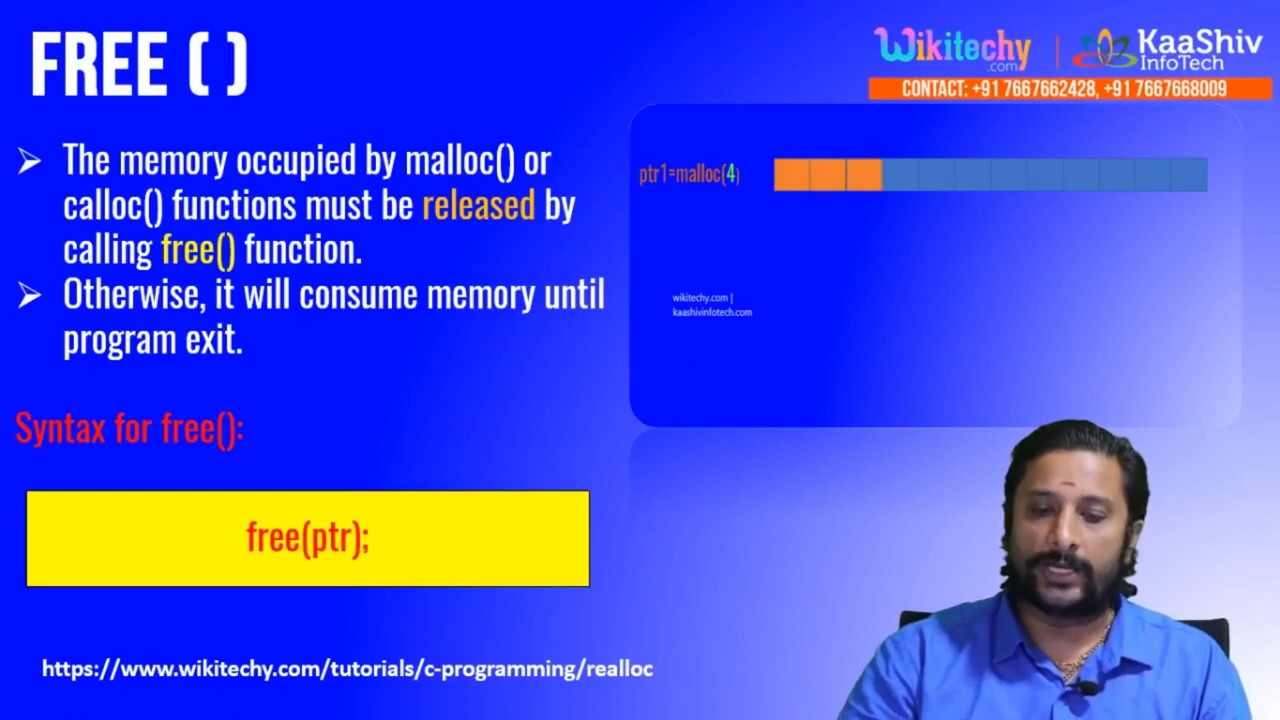 FREE ( )
Wikitechy
.com
KaaShiv
InfoTech
CONTACT: +91 7667662428, +91 7667668009
➢ The memory occupied by malloc() or
calloc() functions must be released by
calling free() function.
➢ Otherwise, it will consume memory until
program exit.
ptr1=malloc(4)
wikitechy.com |
kaashivinfotech.com
Syntax for free():
free(ptr);
https://www.wikitechy.com/tutorials/c-programming/realloc